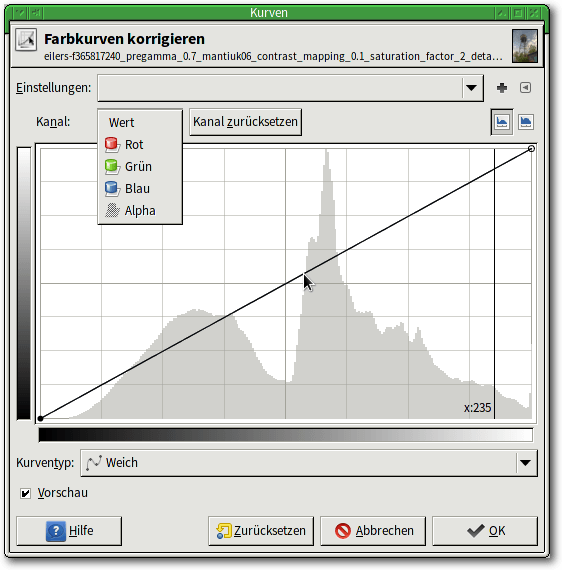 Kurven
Farbkurven korrigieren
eilers-f365817240_pregamma_0.7_mantiuk06_contrast_mapping_0.1_saturation_factor_2_deta...
Einstellungen:
Kanal:
Wert
Rot
Grün
Blau
Alpha
Kanal zurücksetzen
x:235
Kurventyp:
Weich
Vorschau
Hilfe
Zurücksetzen
Abbrechen
OK